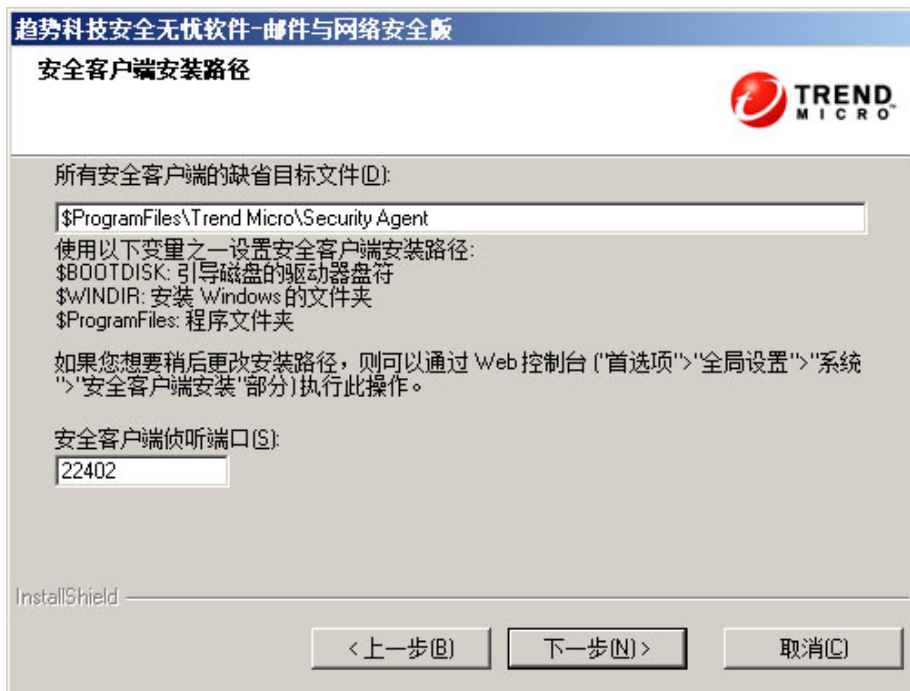 趋势科技安全无忧软件-邮件与网络安全版
安全客户端安装路径
TREND
MICRO
所有安全客户端的缺省目标文件(D):
$ProgramFiles\Trend Micro\Security Agent
使用以下变量之一设置安全客户端安装路径:
$BOOTDISK: 引导磁盘的驱动器盘符
$WINDIR: 安装 Windows 的文件夹
$ProgramFiles: 程序文件夹
如果您想要稍后更改安装路径，则可以通过 Web 控制台 ("首选项">"全局设置">"系统
">"安全客户端安装"部分)执行此操作。
安全客户端侦听端口(S):
22402
InstallShield
<上一步(B)
下一步(N)>
取消(C)